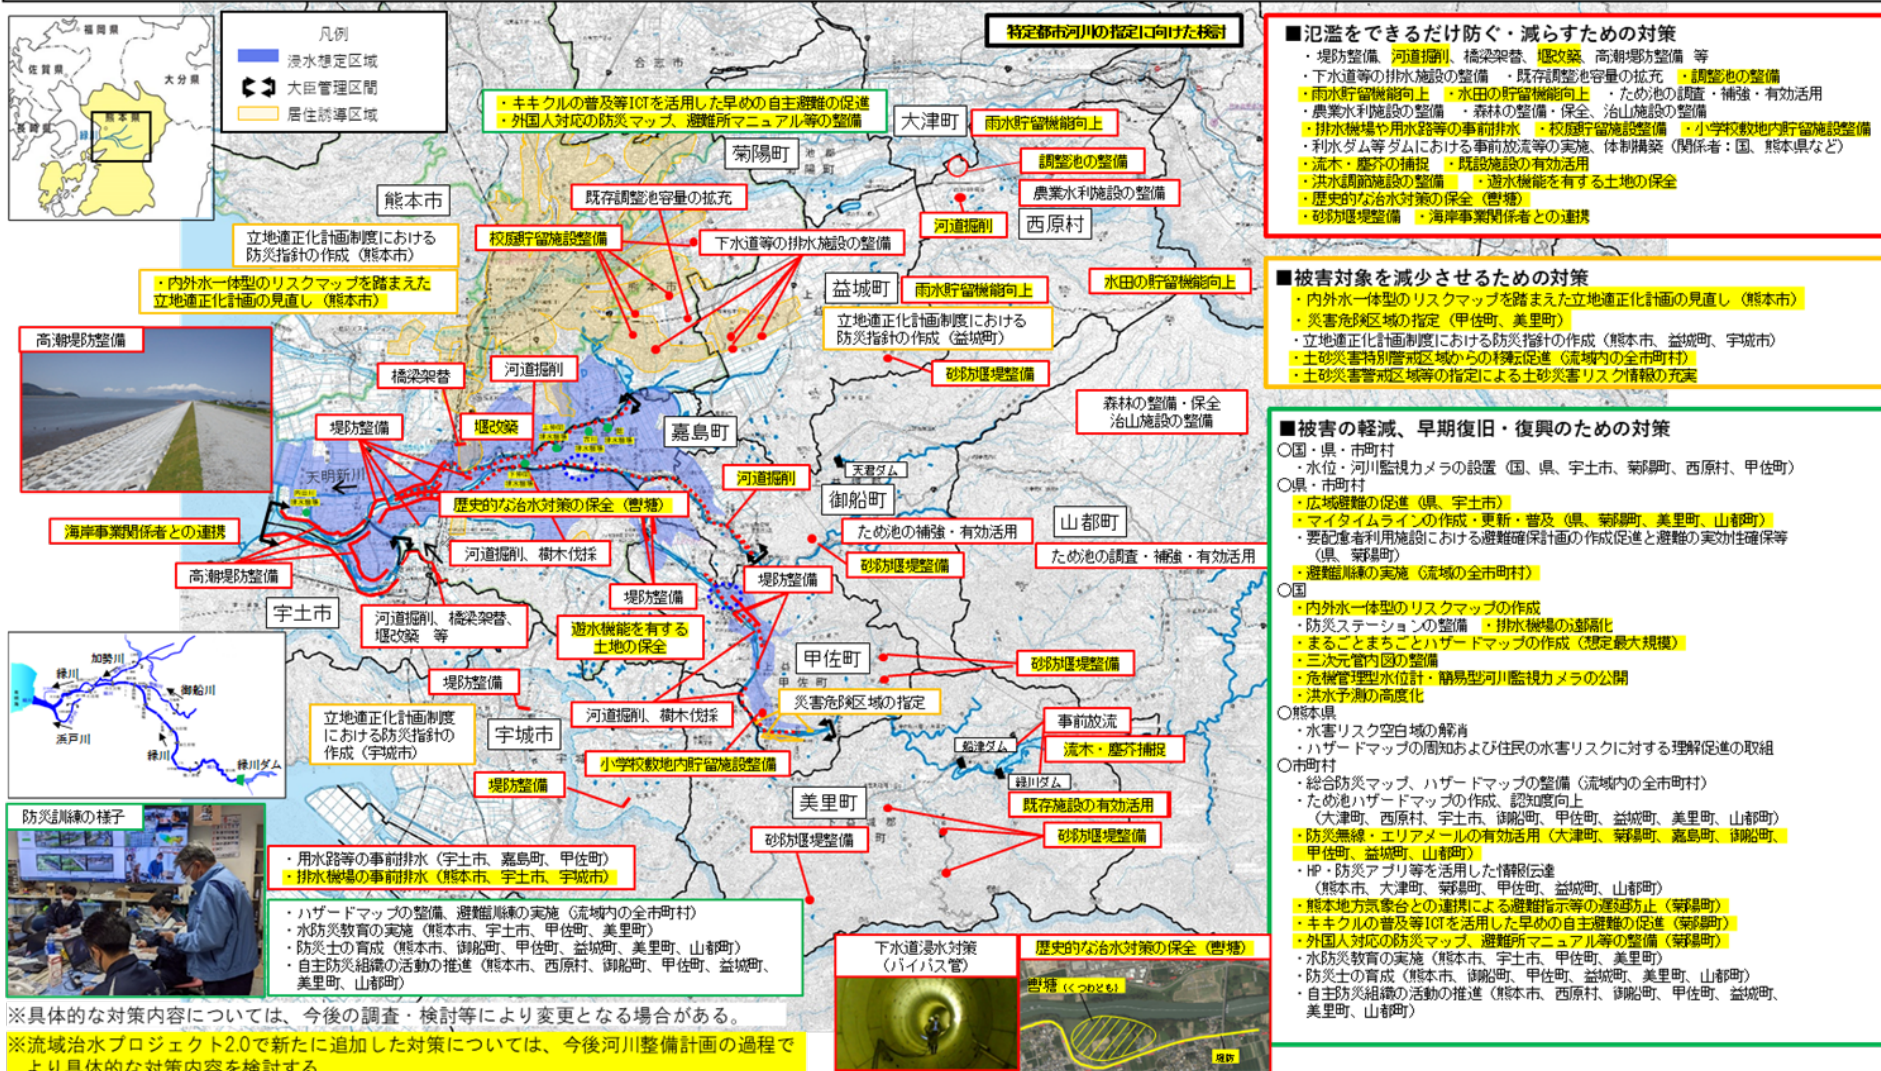 福岡県
佐賀県
大分県
長崎県
熊本県
緑川
凡例
浸水想定区域
大臣管理区間
居住誘導区域
特定都市河川の指定に向けた検討
合志市
・キキクルの普及等ICTを活用した早めの自主避難の促進
・外国人対応の防災マップ、避難所マニュアル等の整備
大津町
雨水貯留機能向上
菊陽町
調整池の整備
農業水利施設の整備
熊本市
既存調整池容量の拡充
河道掘削
西原村
立地適正化計画制度における
防災指針の作成（熊本市）
校庭貯留施設整備
下水道等の排水施設の整備
・内外水一体型のリスクマップを踏まえた
立地適正化計画の見直し（熊本市）
益城町
雨水貯留機能向上
水田の貯留機能向上
立地適正化計画制度における
防災指針の作成（益城町）
高潮堤防整備
橋梁架替
河道掘削
砂防堰堤整備
森林の整備・保全
治山施設の整備
堤防整備
堰改築
嘉島町
天明新川
天君ダム
河道掘削
御船町
山都町
歴史的な治水対策の保全（轡塘）
海岸事業関係者との連携
河道掘削、樹木伐採
ため池の補強・有効活用
ため池の調査・補強・有効活用
高潮堤防整備
砂防堰堤整備
堤防整備
堤防整備
宇土市
河道掘削、橋梁架替、
堰改築 等
遊水機能を有する
土地の保全
甲佐町
砂防堰堤整備
加勢川
緑川
御船川
浜戸川
緑川
緑川ダム
堤防整備
災害危険区域の指定
立地適正化計画制度
における防災指針の
作成（宇城市）
宇城市
河道掘削、樹木伐採
事前放流
船津ダム
流木・塵芥捕捉
小学校敷地内貯留施設整備
緑川ダム
堤防整備
美里町
既存施設の有効活用
防災訓練の様子
砂防堰堤整備
砂防堰堤整備
・用水路等の事前排水（宇土市、嘉島町、甲佐町）
・排水機場の事前排水（熊本市、宇土市、宇城市）
・ハザードマップの整備、避難訓練の実施（流域内の全市町村）
・水防災教育の実施（熊本市、宇土市、甲佐町、美里町）
・防災士の育成（熊本市、御船町、甲佐町、益城町、美里町、山都町）
・自主防災組織の活動の推進（熊本市、西原村、御船町、甲佐町、益城町、
美里町、山都町）
下水道浸水対策
（バイパス管）
歴史的な治水対策の保全（轡塘）
轡塘（くつわども）
堤防
※具体的な対策内容については、今後の調査・検討等により変更となる場合がある。
※流域治水プロジェクト2.0で新たに追加した対策については、今後河川整備計画の過程で
より具体的な対策内容を検討する
■氾濫をできるだけ防ぐ・減らすための対策
・堤防整備、河道掘削、橋梁架替、堰改築、高潮堤防整備 等
・下水道等の排水施設の整備 ・既存調整池容量の拡充 ・調整池の整備
・雨水貯留機能向上 ・水田の貯留機能向上 ・ため池の調査・補強・有効活用
・農業水利施設の整備 ・森林の整備・保全、治山施設の整備
・排水機場や用水路等の事前排水 ・校庭貯留施設整備 ・小学校敷地内貯留施設整備
・利水ダム等ダムにおける事前放流等の実施、体制構築（関係者：国、熊本県など）
・流木・塵芥の捕捉 ・既設施設の有効活用
・洪水調節施設の整備 ・遊水機能を有する土地の保全
・歴史的な治水対策の保全（轡塘）
・砂防堰堤整備 ・海岸事業関係者との連携
■被害対象を減少させるための対策
・内外水一体型のリスクマップを踏まえた立地適正化計画の見直し（熊本市）
・災害危険区域の指定（甲佐町、美里町）
・立地適正化計画制度における防災指針の作成（熊本市、益城町、宇城市）
・土砂災害特別警戒区域からの移転促進（流域内の全市町村）
・土砂災害警戒区域等の指定による土砂災害リスク情報の充実
■被害の軽減、早期復旧・復興のための対策
○国・県・市町村
・水位・河川監視カメラの設置（国、県、宇土市、菊陽町、西原村、甲佐町）
○県・市町村
・広域避難の促進（県、宇土市）
・マイタイムラインの作成・更新・普及（県、菊陽町、美里町、山都町）
・要配慮者利用施設における避難確保計画の作成促進と避難の実効性確保等
（県、菊陽町）
・避難訓練の実施（流域の全市町村）
○国
・内外水一体型のリスクマップの作成
・防災ステーションの整備 ・排水機場の遠隔化
・まるごとまちごとハザードマップの作成（想定最大規模）
・三次元管内図の整備
・危機管理型水位計・簡易型河川監視カメラの公開
・洪水予測の高度化
○熊本県
・水害リスク空白域の解消
・ハザードマップの周知および住民の水害リスクに対する理解促進の取組
○市町村
・総合防災マップ、ハザードマップの整備（流域内の全市町村）
・ため池ハザードマップの作成、認知度向上
（大津町、西原村、宇土市、御船町、甲佐町、益城町、美里町、山都町）
・防災無線・エリアメールの有効活用（大津町、菊陽町、嘉島町、御船町、
甲佐町、益城町、山都町）
・HP・防災アプリ等を活用した情報伝達
（熊本市、大津町、菊陽町、甲佐町、益城町、山都町）
・熊本地方気象台との連携による避難指示等の遅延防止（菊陽町）
・キキクルの普及等ICTを活用した早めの自主避難の促進（菊陽町）
・外国人対応の防災マップ、避難所マニュアル等の整備（菊陽町）
・水防災教育の実施（熊本市、宇土市、甲佐町、美里町）
・防災士の育成（熊本市、御船町、甲佐町、益城町、美里町、山都町）
・自主防災組織の活動の推進（熊本市、西原村、御船町、甲佐町、益城町、
美里町、山都町）